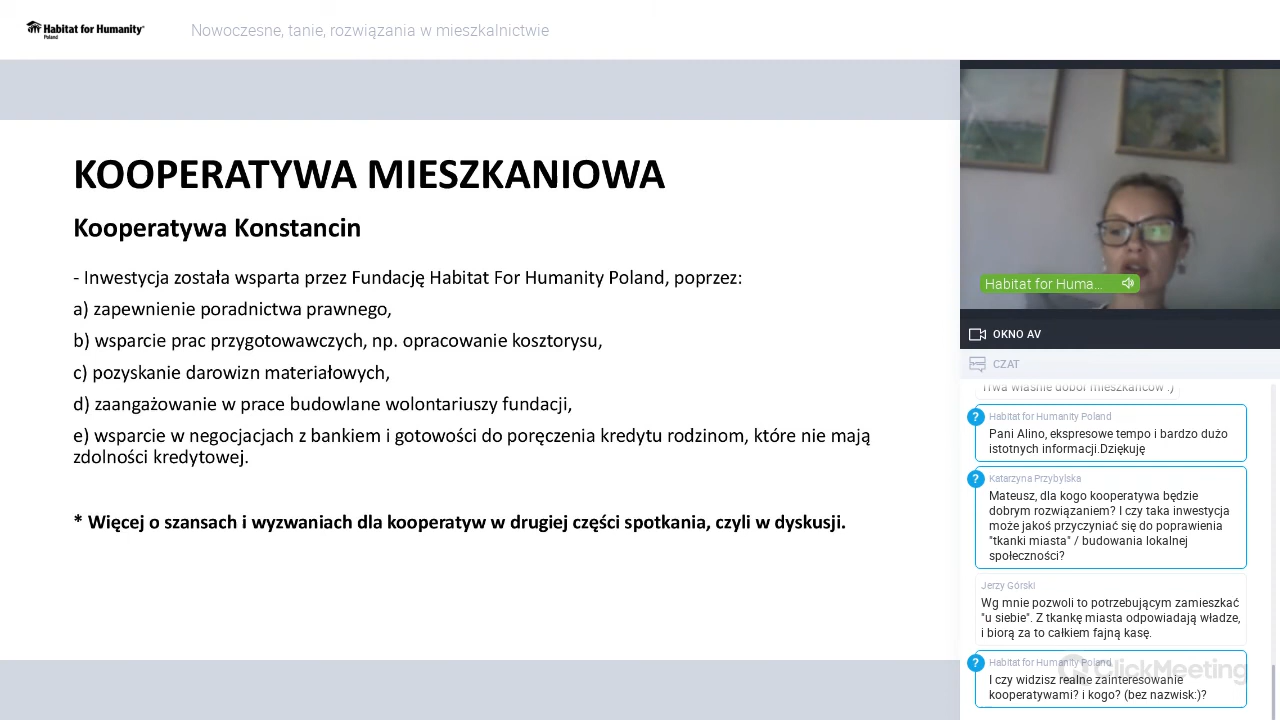 Habitat for Humanity®
Poland
Nowoczesne, tanie, rozwiązania w mieszkalnictwie
KOOPERATYWA MIESZKANIOWA
Kooperatywa Konstancin
- Inwestycja została wsparta przez Fundację Habitat For Humanity Poland, poprzez:
a) zapewnienie poradnictwa prawnego,
b) wsparcie prac przygotowawczych, np. opracowanie kosztorysu,
c) pozyskanie darowizn materiałowych,
d) zaangażowanie w prace budowlane wolontariuszy fundacji,
e) wsparcie w negocjacjach z bankiem i gotowości do poręczenia kredytu rodzinom, które nie mają
zdolności kredytowej.
* Więcej o szansach i wyzwaniach dla kooperatyw w drugiej części spotkania, czyli w dyskusji.
Habitat for Huma...
OKNO AV
CZAT
Trwa właśnie dobór mieszkańców :)
?
Habitat for Humanity Poland
Pani Alino, ekspresowe tempo i bardzo dużo
istotnych informacji.Dziękuję
?
Katarzyna Przybylska
Mateusz, dla kogo kooperatywa będzie
dobrym rozwiązaniem? I czy taka inwestycja
może jakoś przyczyniać się do poprawienia
"tkanki miasta" / budowania lokalnej
społeczności?
Jerzy Górski
Wg mnie pozwoli to potrzebującym zamieszkać
"u siebie". Z tkankę miasta odpowiadają władze,
i biorą za to całkiem fajną kasę.
?
Habitat for Humanity Poland
I czy widzisz realne zainteresowanie
kooperatywami? i kogo? (bez nazwisk:)?
ClickMeeting